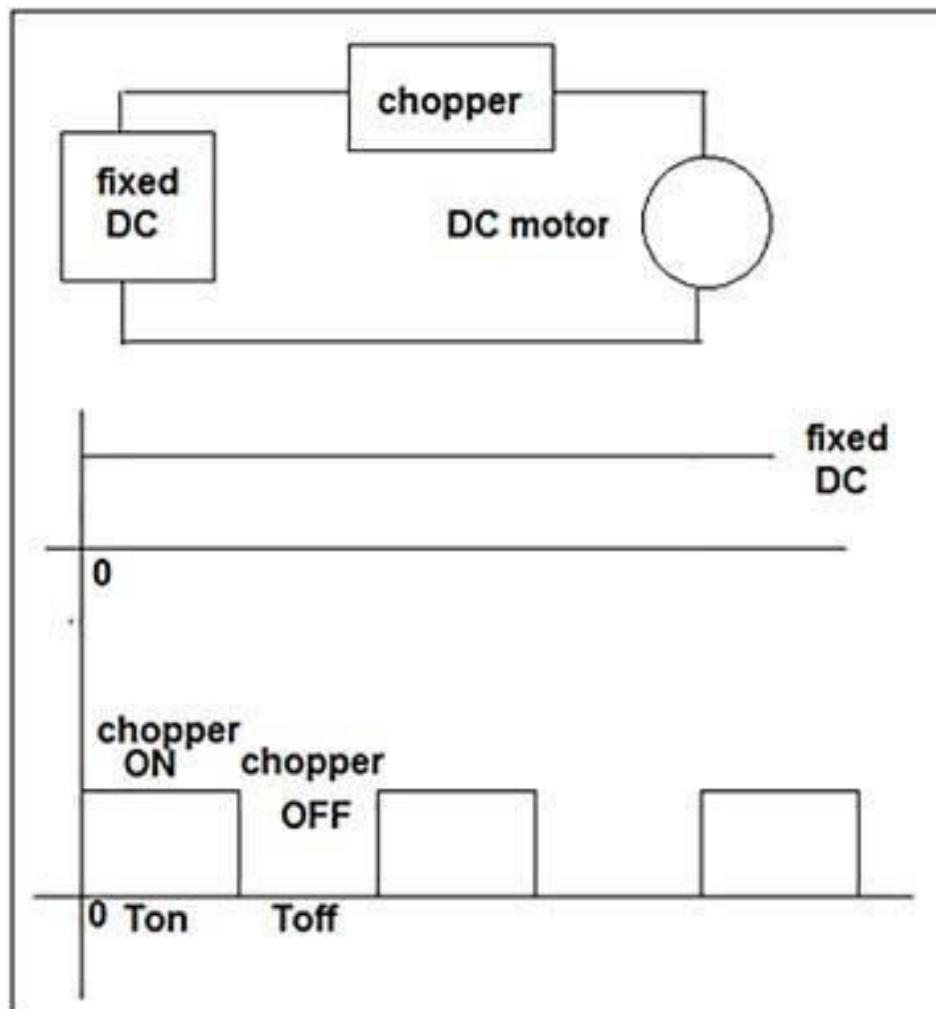 chopper
fixed
DC
DC motor
fixed
DC
0
chopper
ON
chopper
OFF
0
Ton
Toff